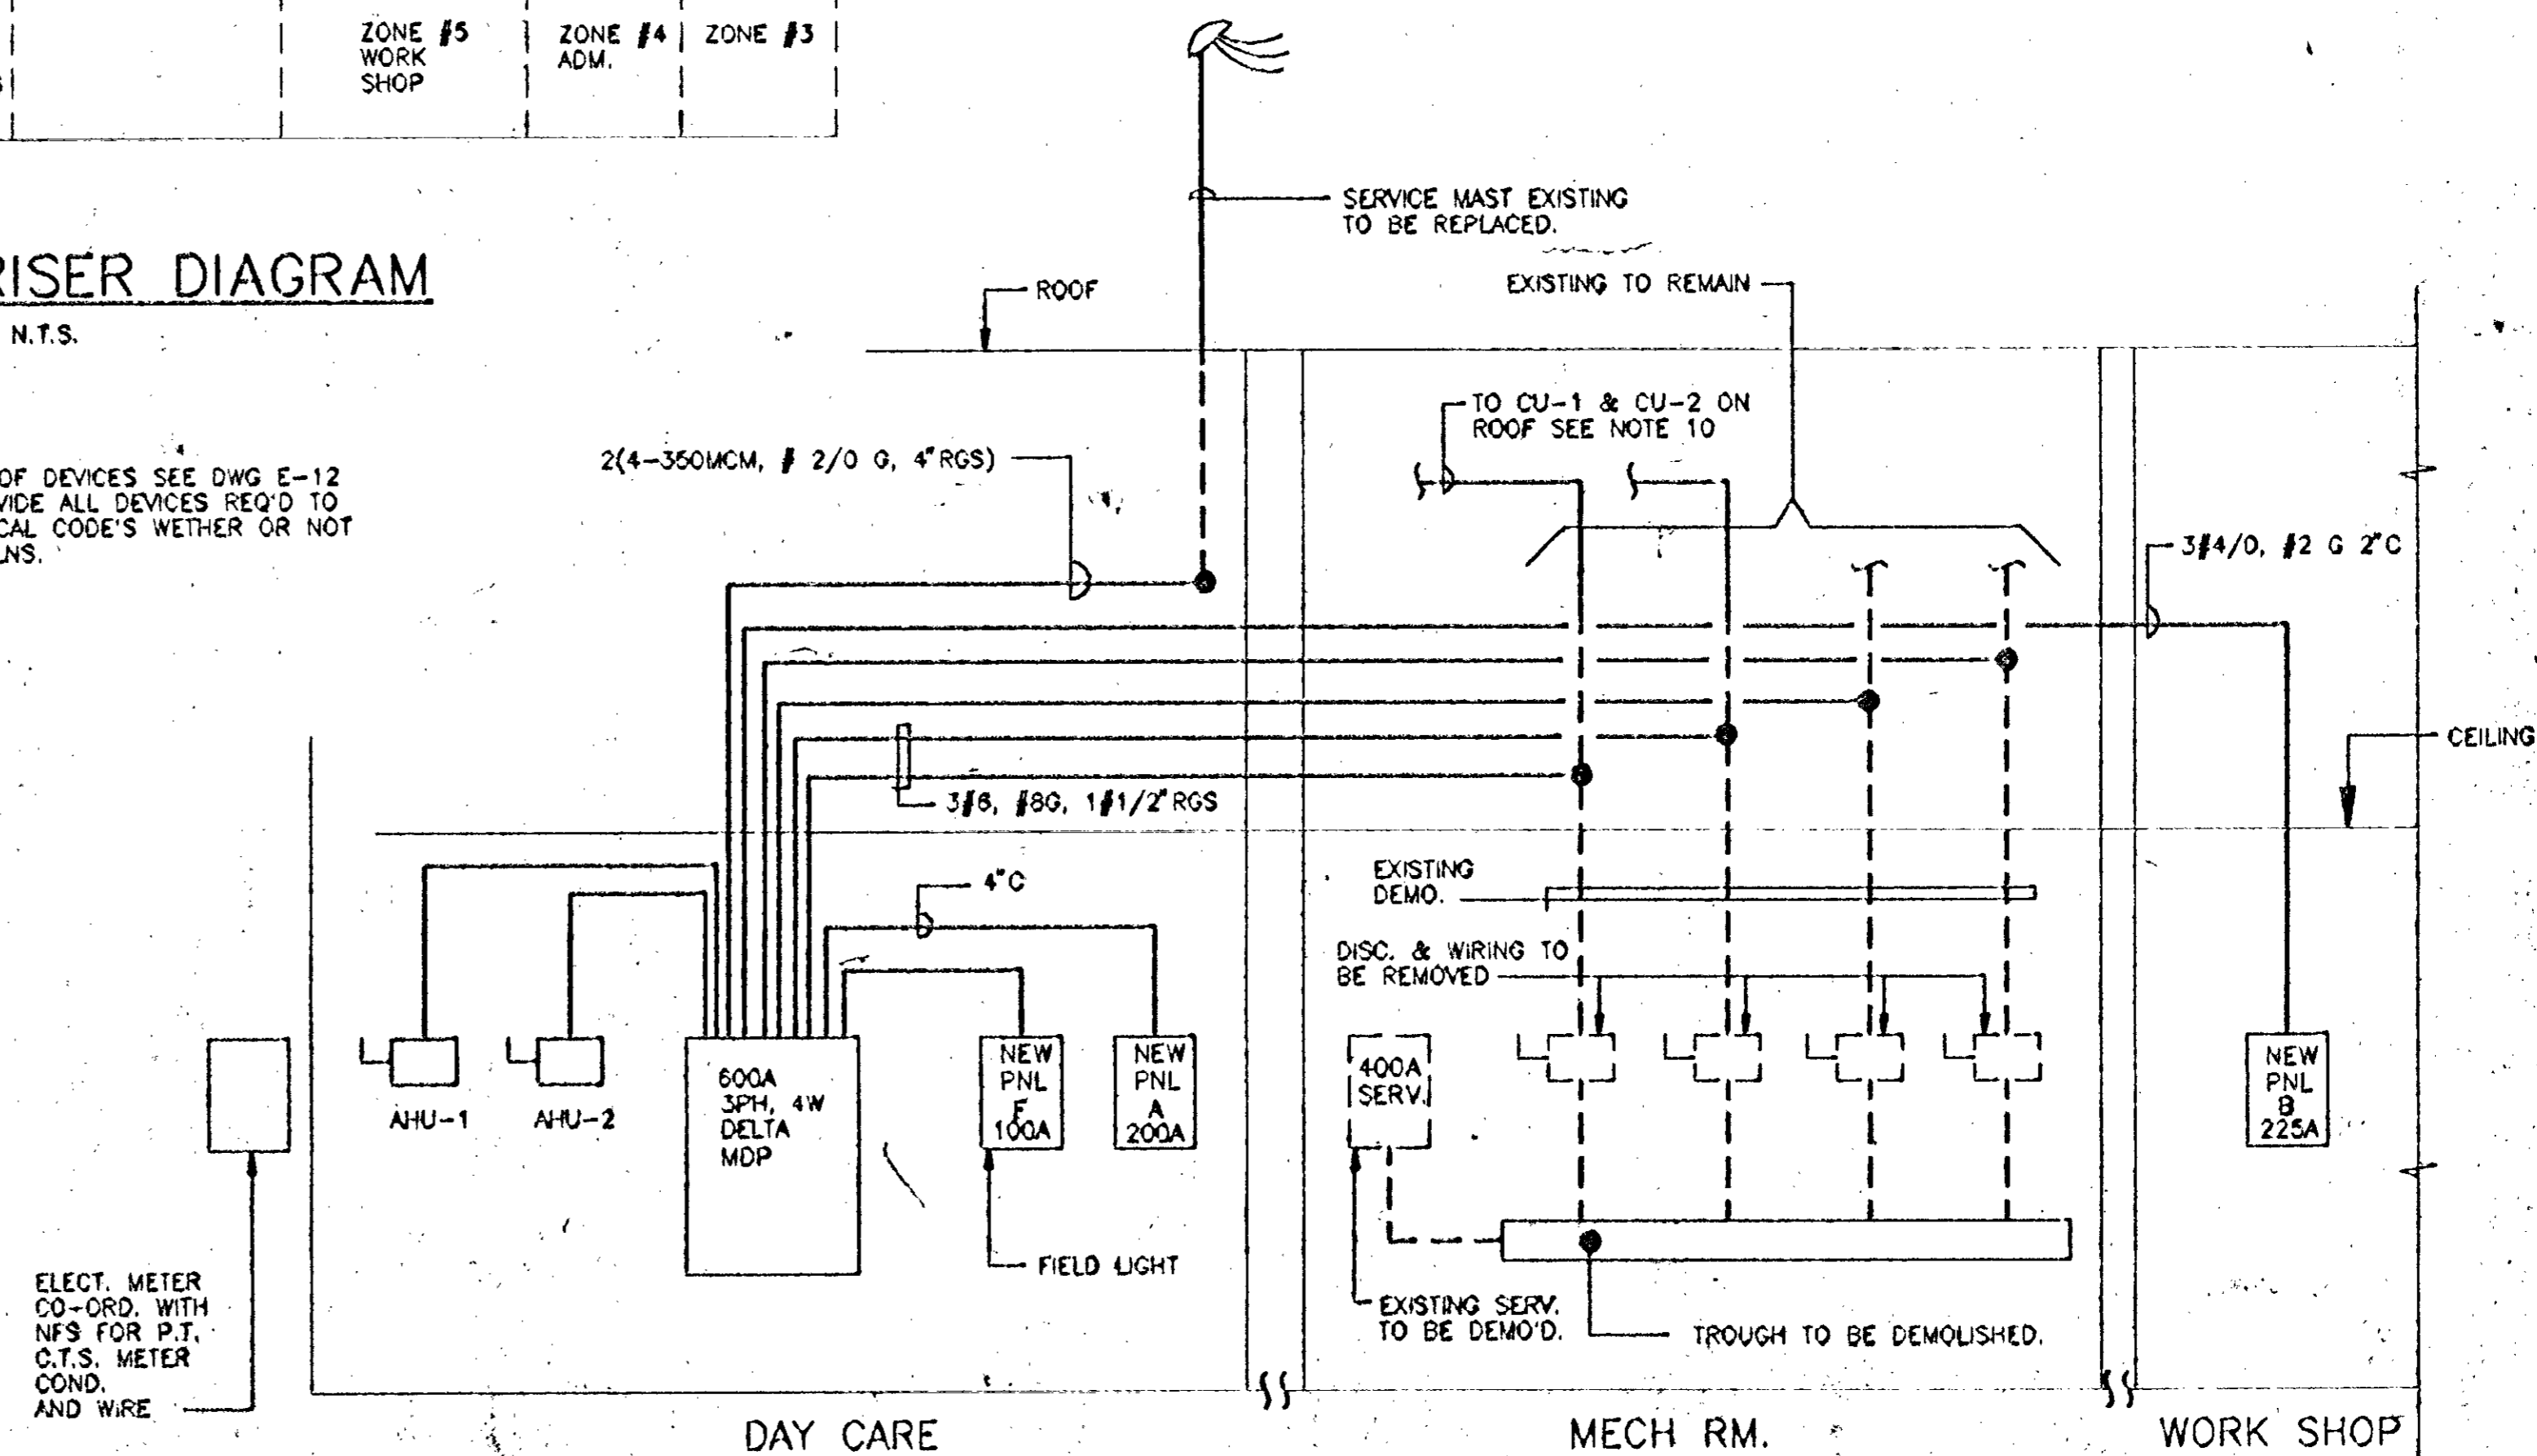 ZONE #5
WORK
SHOP
ZONE #4
ADM.
ZONE #3
SERVICE MAST EXISTING
TO BE REPLACED.
RISER DIAGRAM
N.T.S.
ROOF
EXISTING TO REMAIN
TO CU-1 & CU-2 ON
ROOF SEE NOTE 10
2(4-350MCM, # 2/0 G, 4"RGS)
OF DEVICES SEE DWG E-12
VIDE ALL DEVICES REQ'D TO
CAL CODE'S WETHER OR NOT
LNS.
3#4/0, #2 G 2"C
CEILING
3#6, #8G, 1#1/2"RGS
EXISTING
DEMO.
4"C
DISC. & WIRING TO
BE REMOVED
AHU-1
AHU-2
600A
3PH, 4W
DELTA
MDP
NEW
PNL
F
100A
NEW
PNL
A
200A
400A
SERV.
NEW
PNL
B
225A
FIELD LIGHT
ELECT. METER
CO-ORD. WITH
NFS FOR P.T.
C.T.S. METER
COND.
AND WIRE
EXISTING SERV.
TO BE DEMO'D.
TROUGH TO BE DEMOLISHED.
DAY CARE
MECH RM.
WORK SHOP